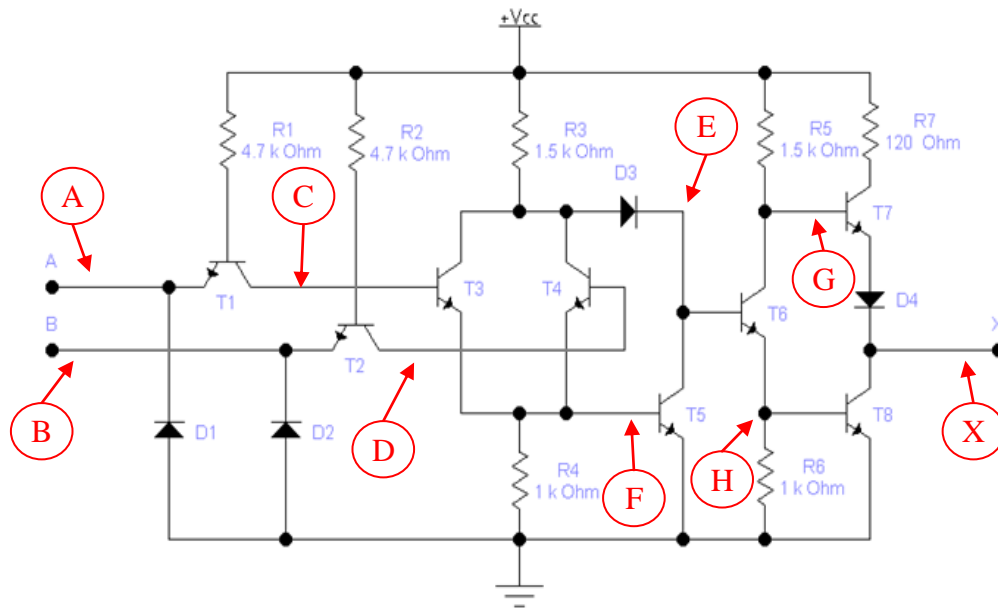 +Vcc
R1
4.7 k Ohm
R2
4.7 k Ohm
R3
1.5 k Ohm
E
R5
1.5 k Ohm
R7
120 Ohm
D3
A
C
A
T7
G
T1
T3
T4
D4
B
T6
X
T2
B
D
D1
D2
T5
T8
X
H
R4
1 k Ohm
F
R6
1 k Ohm